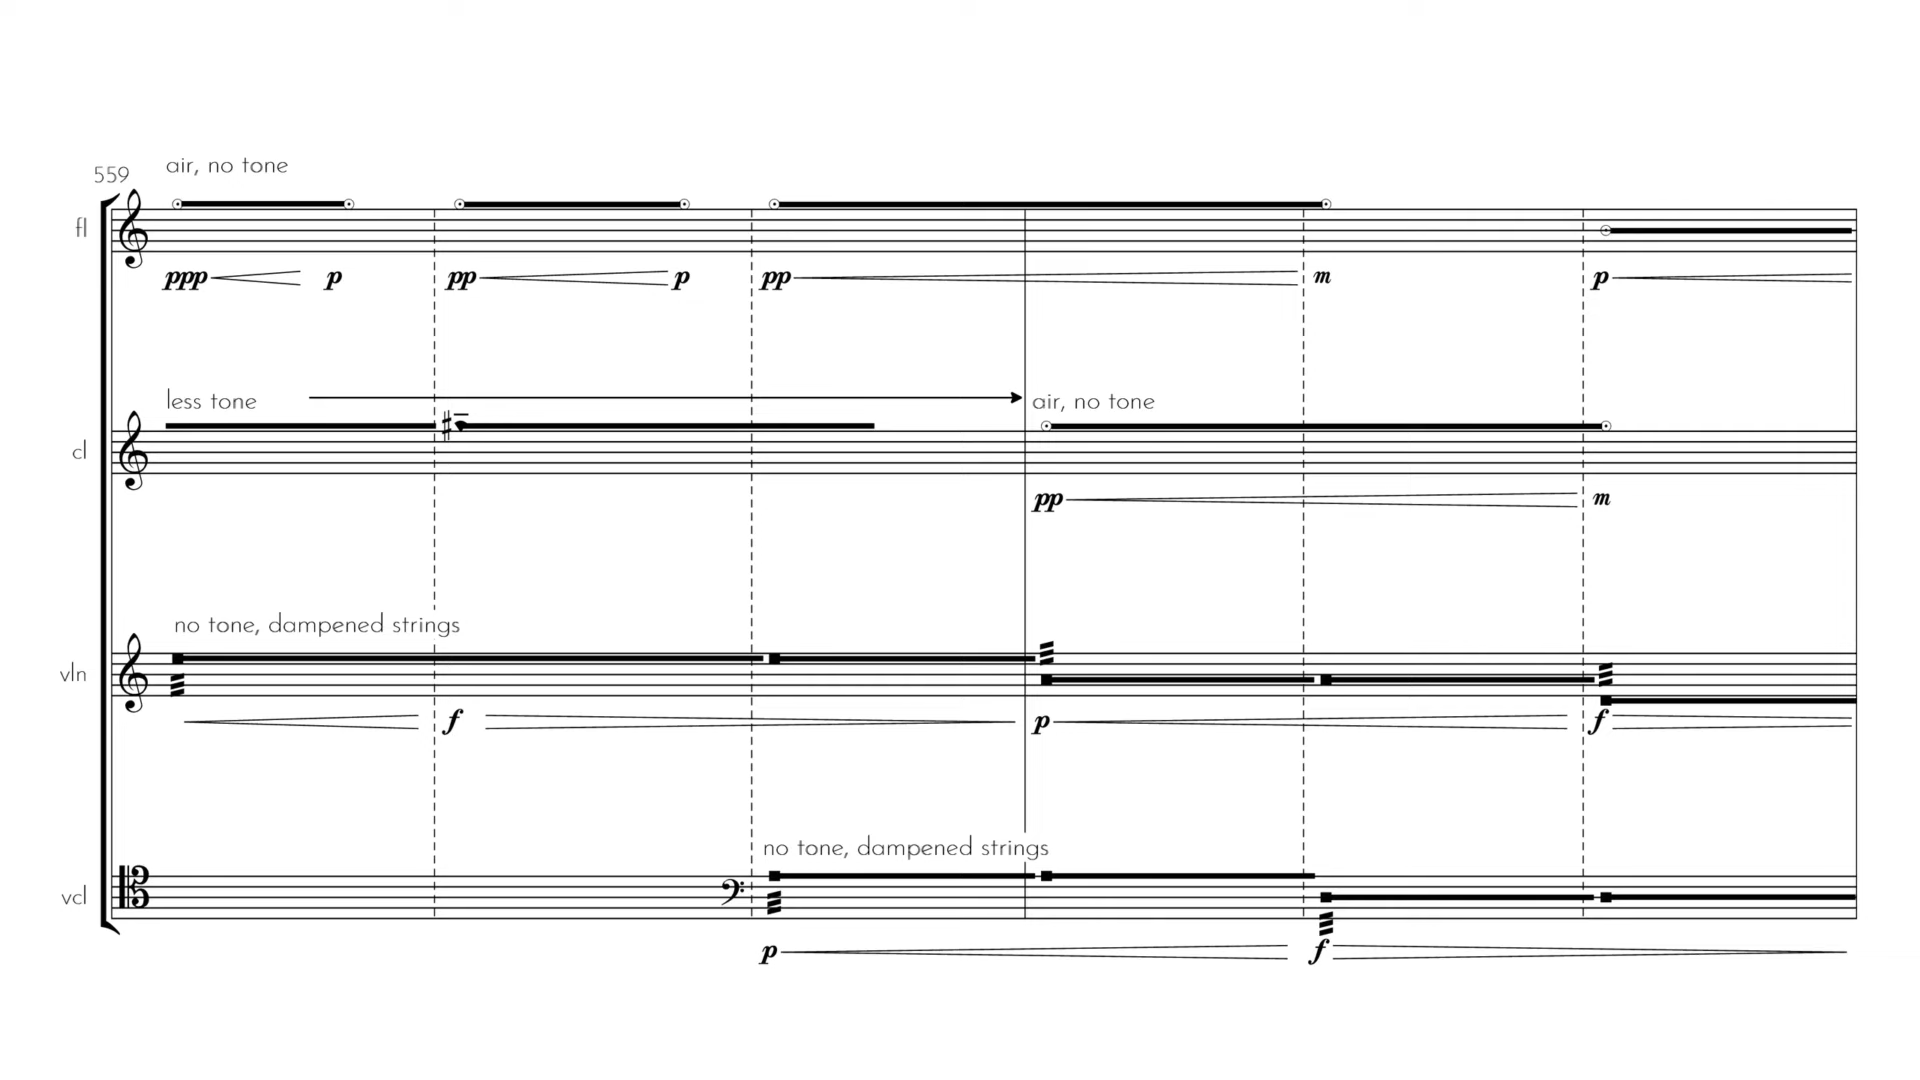 air, no tone
559
fl
ppp p pp p pp m p
less tone air, no tone
cl
pp m
no tone, dampened strings
vln
f p f
no tone, dampened strings
vcl
p f